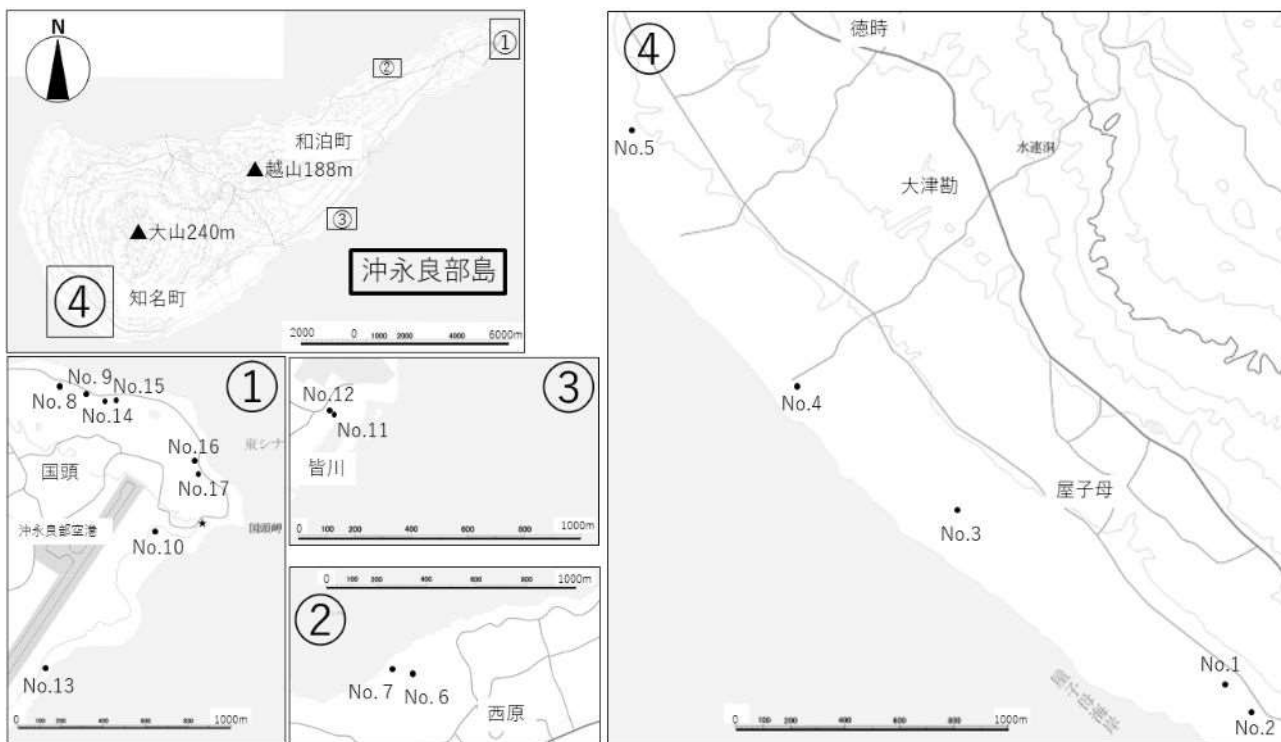 N
①
②
和泊町
▲越山188m
③
▲大山240m
沖永良部島
④
知名町
2000 0 1000 2000 4000 6000m
①
No. 9
No.15
No. 8
No.14
No.16
東シナ
国頭
No.17
沖永良部空港
国頭岬
No.10
No.13
0 200 400 600 800 1000m
③
No.12
No.11
皆川
0 100 200 400 600 800 1000m
②
0 100 200 400 600 800 1000m
No.7
No. 6
西原
④
徳時
No.5
水連洞
大津勘
No.4
屋子母
No.3
No.1
屋子母海岸
No.2
0 100 200 400 600 800 1000m